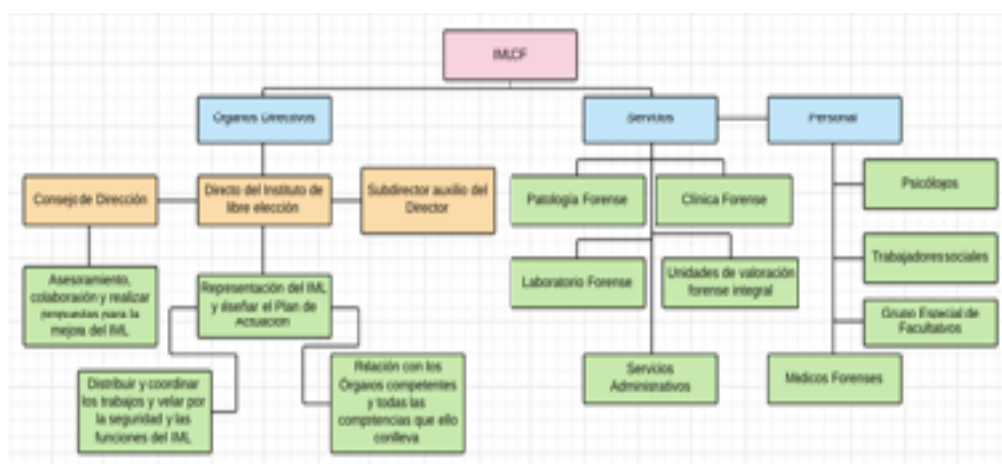 IMLCF
Órganos Directivos
Servicios
Personal
Consejo de Dirección
Directo del Instituto de
libre elección
Subdirector auxilio del
Director
Patología Forense
Clínica Forense
Psicólogos
Asesoramiento,
colaboración y realizar
propuestas para la
mejora del IML
Representación del IML
y diseñar el Plan de
Actuación
Laboratorio Forense
Unidades de valoración
forense integral
Trabajadores sociales
Grupo Especial de
Facultativos
Distribuir y coordinar
los trabajos y velar por
la seguridad y las
funciones del IML
Relación con los
Órganos competentes
y todas las
competencias que ello
conlleva
Servicios
Administrativos
Médicos Forenses